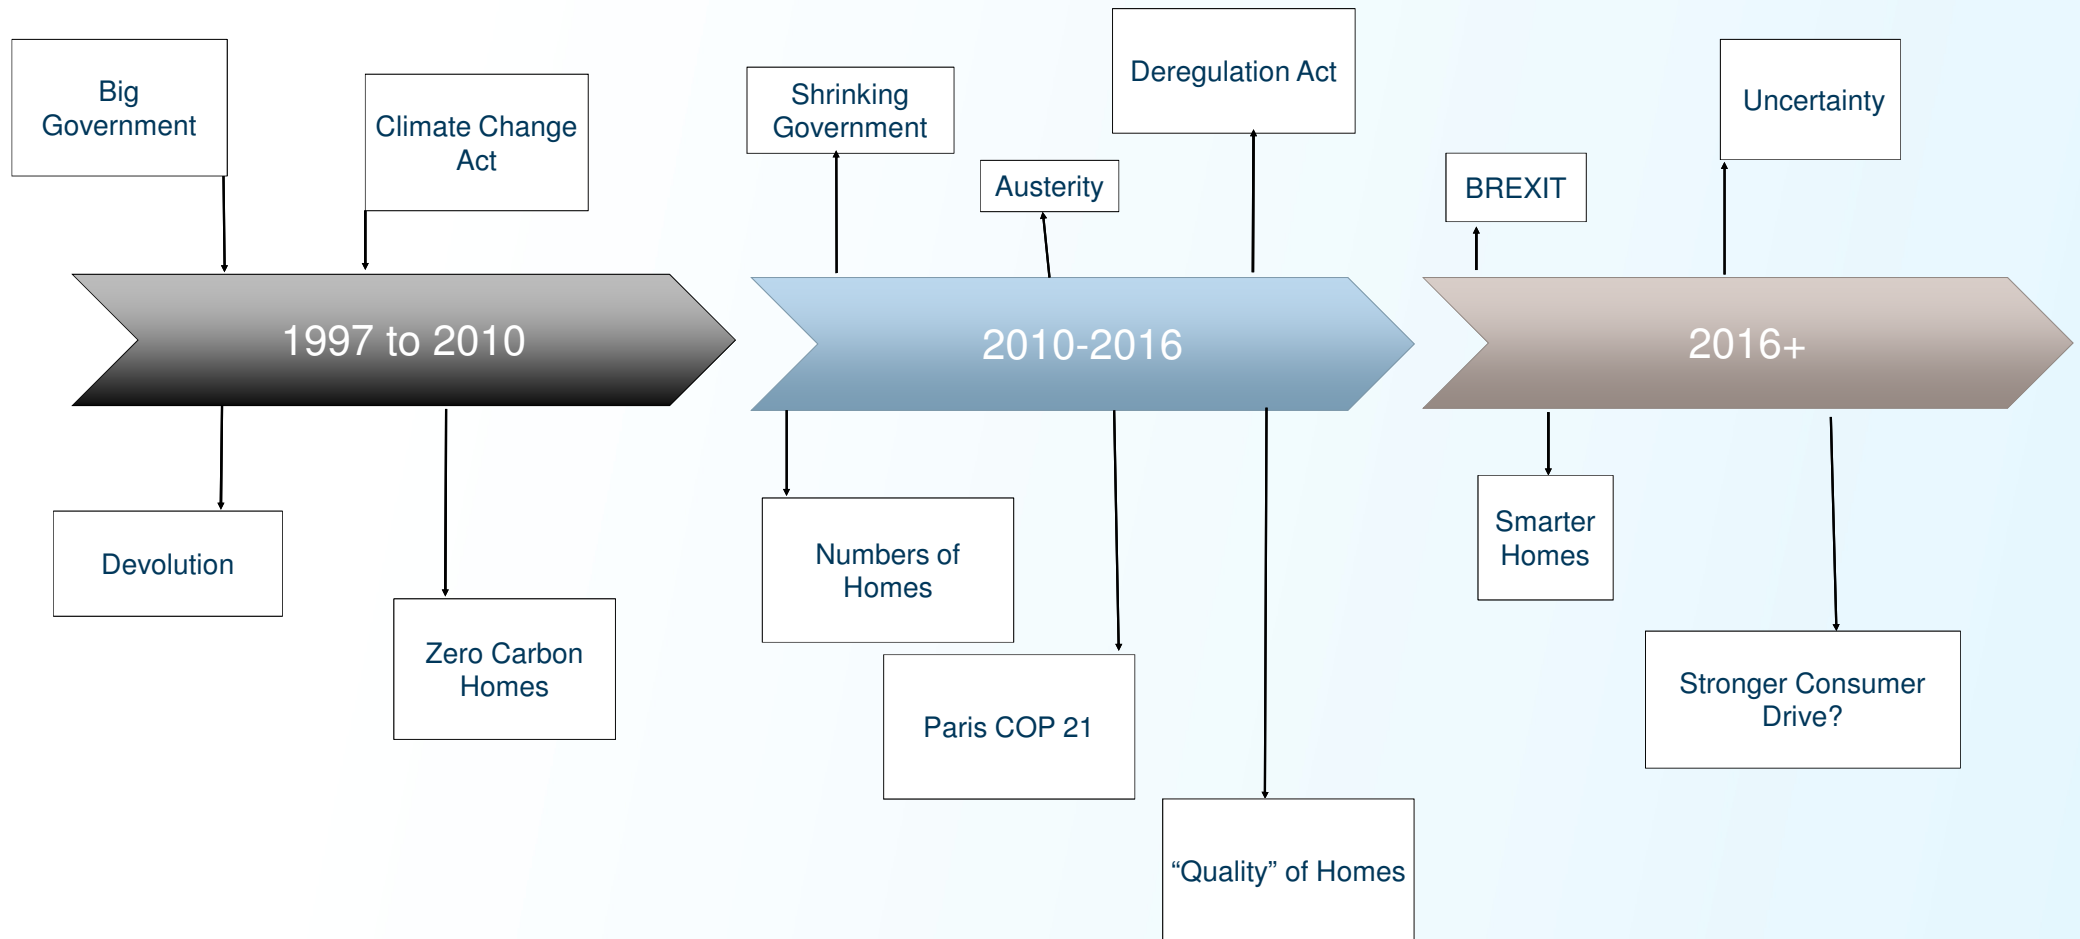 Big
Government
Climate Change
Act
Shrinking
Government
Austerity
Deregulation Act
BREXIT
Uncertainty
1997 to 2010
2010-2016
2016+
Devolution
Zero Carbon
Homes
Numbers of
Homes
Paris COP 21
“Quality” of Homes
Smarter
Homes
Stronger Consumer
Drive?